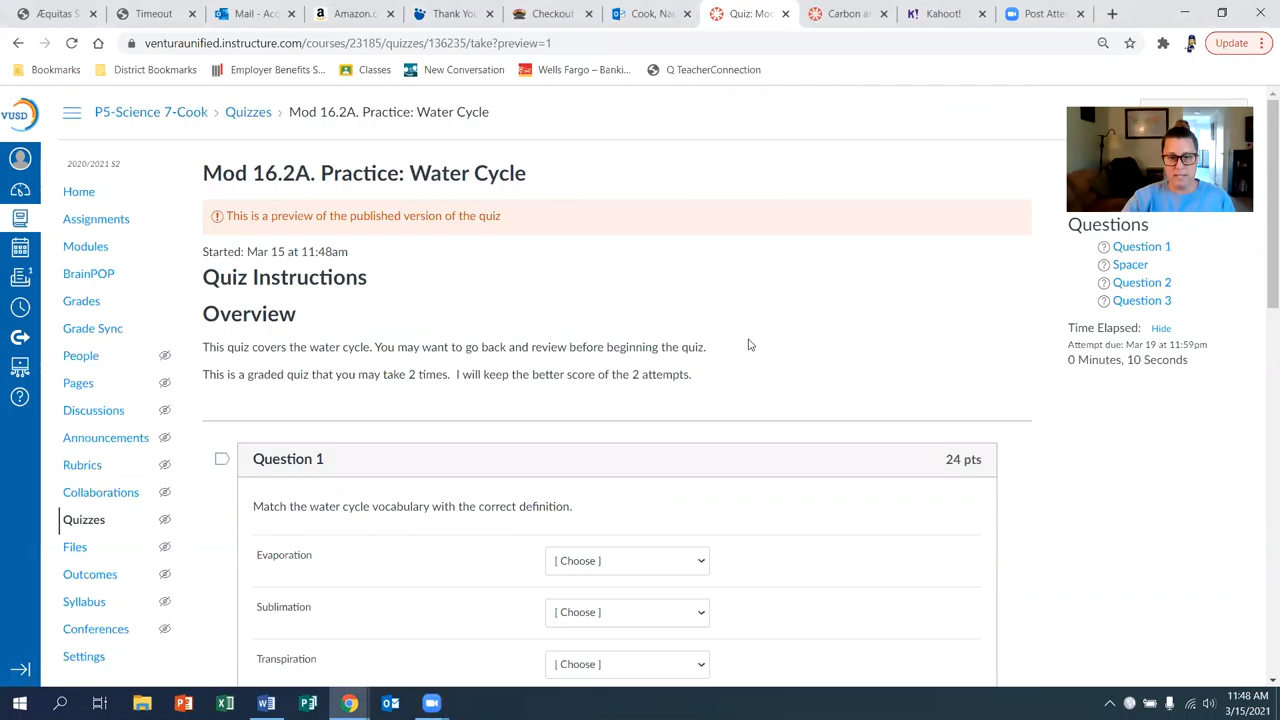 Æquitas S
Timeout
Mail - Acc
Amazon.c
Thank You
Checkout
Cook, Na
Quiz: Mo
Carbon ar
Kahoot!
Post Atte
venturaunified.instructure.com/courses/23185/quizzes/136235/take?preview=1
Update
Bookmarks
District Bookmarks
Employer Benefits S...
Classes
New Conversation
Wells Fargo – Banki...
Q TeacherConnection
VUSD
P5-Science 7-Cook › Quizzes › Mod 16.2A. Practice: Water Cycle
2020/2021 S2
Home
Assignments
Modules
BrainPOP
Grades
Grade Sync
People
Pages
Discussions
Announcements
Rubrics
Collaborations
Quizzes
Files
Outcomes
Syllabus
Conferences
Settings
1
Mod 16.2A. Practice: Water Cycle
This is a preview of the published version of the quiz
Started: Mar 15 at 11:48am
Quiz Instructions
Overview
This quiz covers the water cycle. You may want to go back and review before beginning the quiz.
This is a graded quiz that you may take 2 times. I will keep the better score of the 2 attempts.
Question 1 24 pts
Match the water cycle vocabulary with the correct definition.
Evaporation [ Choose ]
Sublimation [ Choose ]
Transpiration [ Choose ]
Questions
Question 1
Spacer
Question 2
Question 3
Time Elapsed: Hide
Attempt due: Mar 19 at 11:59pm
0 Minutes, 10 Seconds
11:48 AM
3/15/2021